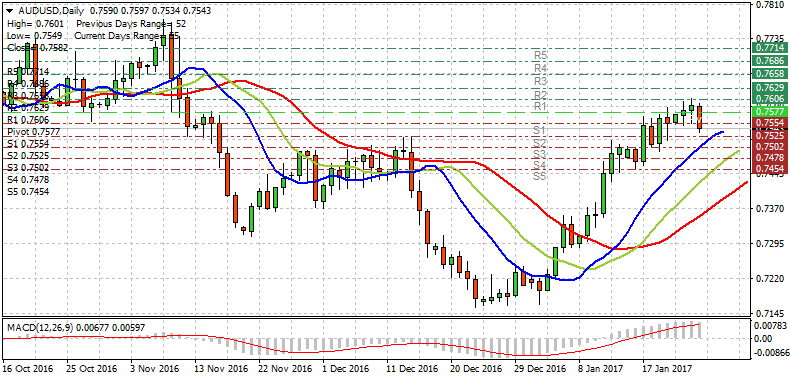 AUDUSD,Daily 0.7590 0.7597 0.7534 0.7543
High= 0.7601 Previous Days Range= 52
Low= 0.7549 Current Days Range=
Close= 0.7582
R5 0.7714
R2 0.7629
R1 0.7606
Pivot 0.7577
S1 0.7554
S2 0.7525
S3 0.7502
S4 0.7478
S5 0.7454
R5
R4
R3
R2
R1
S1
S2
S3
S4
S5
0.7810
0.7735
0.7714
0.7686
0.7658
0.7629
0.7606
0.7577
0.7554
0.7525
0.7502
0.7478
0.7454
0.7370
0.7295
0.7220
0.7145
MACD(12,26,9) 0.00677 0.00597
0.00783
0.00
-0.00866
16 Oct 2016 25 Oct 2016 3 Nov 2016 13 Nov 2016 22 Nov 2016 1 Dec 2016 11 Dec 2016 20 Dec 2016 29 Dec 2016 8 Jan 2017 17 Jan 2017